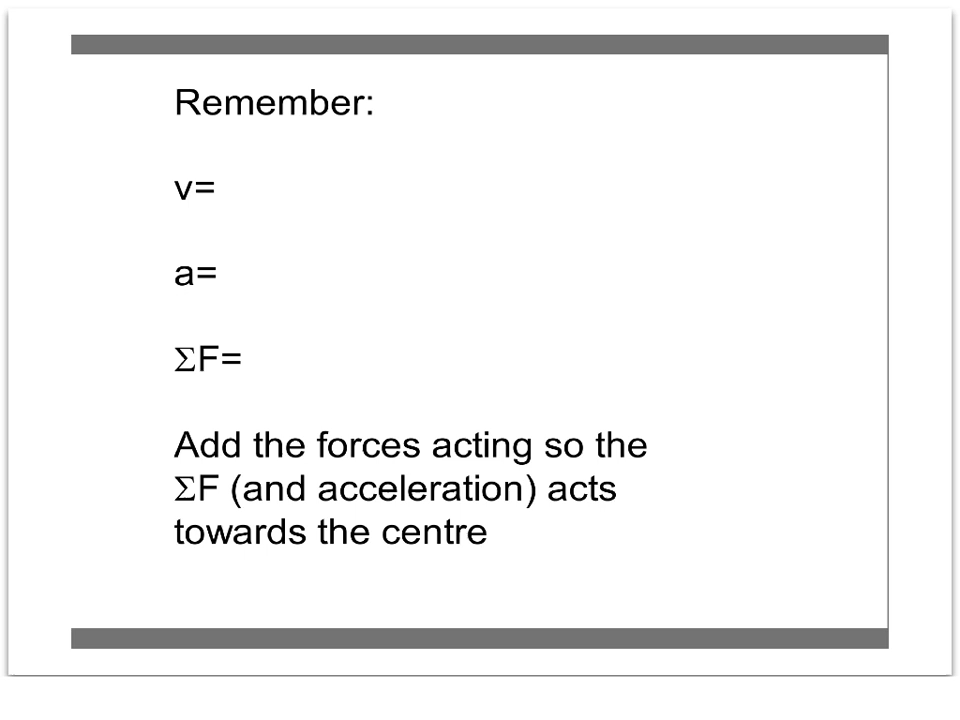 Remember:
v=
a=
ΣF=
Add the forces acting so the
ΣF (and acceleration) acts
towards the centre